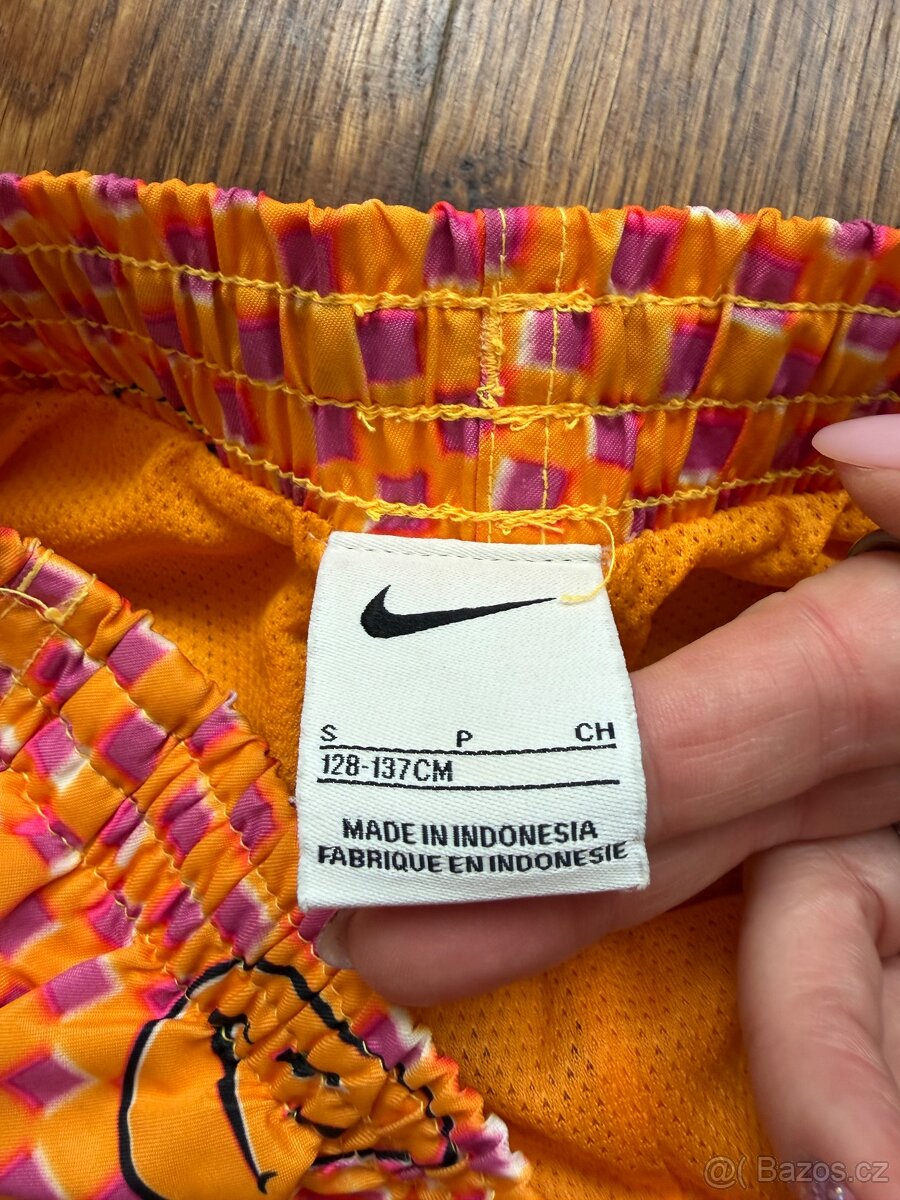 S P CH
128-137CM
MADE IN INDONESIA
FABRIQUE EN INDONESIE
@( Bazos.cz